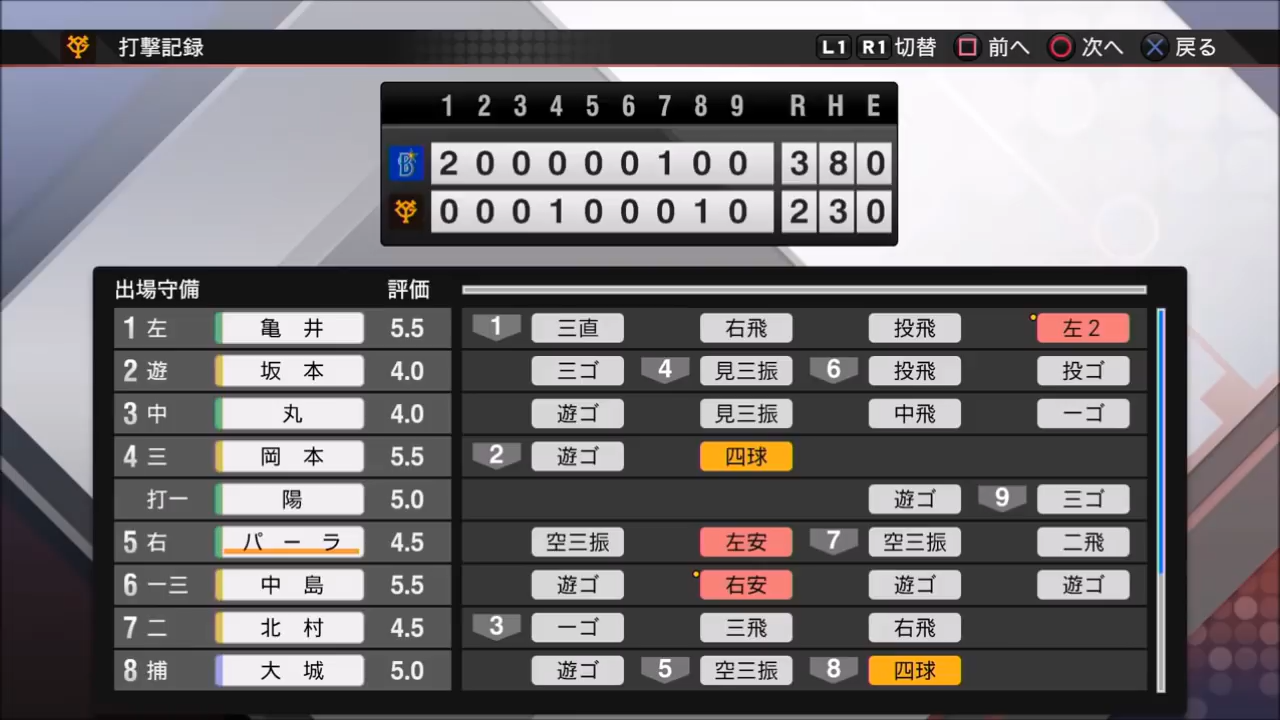 打撃記録 L1 R1 切替 前へ 次へ 戻る
1 2 3 4 5 6 7 8 9 R H E
B 2 0 0 0 0 0 1 0 0 3 8 0
0 0 0 1 0 0 0 1 0 2 3 0
出場守備 評価
1 左 亀井 5.5 1 三直 右飛 投飛 左2
2 遊 坂本 4.0 三ゴ 4 見三振 6 投飛 投ゴ
3 中 丸 4.0 遊ゴ 見三振 中飛 一ゴ
4 三 岡本 5.5 2 遊ゴ 四球
打一 陽 5.0 遊ゴ 9 三ゴ
5 右 パーラ 4.5 空三振 左安 7 空三振 二飛
6 一三 中島 5.5 遊ゴ 右安 遊ゴ 遊ゴ
7 二 北村 4.5 3 一ゴ 三飛 右飛
8 捕 大城 5.0 遊ゴ 5 空三振 8 四球